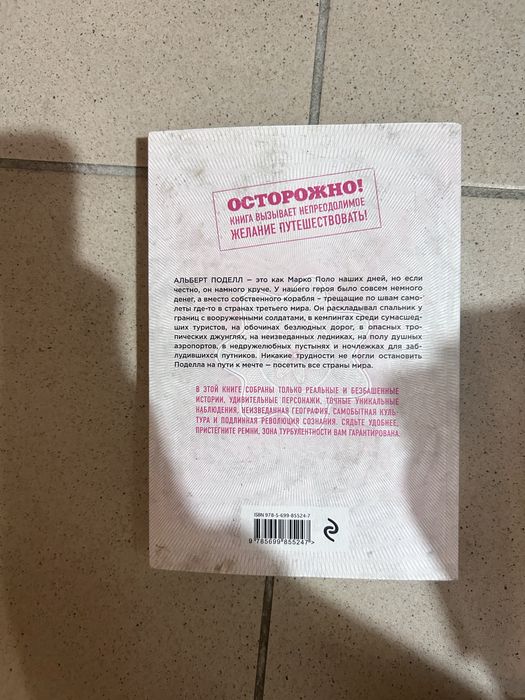 ОСТОРОЖНО!
КНИГА ВЫЗЫВАЕТ НЕПРЕОДОЛИМОЕ
ЖЕЛАНИЕ ПУТЕШЕСТВОВАТЬ!
АЛЬБЕРТ ПОДЕЛЛ – это как Марко Поло наших дней, но если
честно, он намного круче. У нашего героя было совсем немного
денег, а вместо собственного корабля – трещащие по швам само-
леты где-то в странах третьего мира. Он раскладывал спальник у
границ с вооруженными солдатами, в кемпингах среди сумасшед-
ших туристов, на обочинах безлюдных дорог, в опасных тро-
пических джунглях, на неизведанных ледниках, на полу душных
аэропортов, в недружелюбных пустынях и ночлежках для заб-
лудившихся путников. Никакие трудности не могли остановить
Поделла на пути к мечте – посетить все страны мира.
В ЭТОЙ КНИГЕ СОБРАНЫ ТОЛЬКО РЕАЛЬНЫЕ И БЕЗБАШЕННЫЕ
ИСТОРИИ, УДИВИТЕЛЬНЫЕ ПЕРСОНАЖИ, ТОЧНЫЕ УНИКАЛЬНЫЕ
НАБЛЮДЕНИЯ, НЕИЗВЕДАННАЯ ГЕОГРАФИЯ, САМОБЫТНАЯ КУЛЬ-
ТУРА И ПОДЛИННАЯ РЕВОЛЮЦИЯ СОЗНАНИЯ. СЯДЬТЕ УДОБНЕЕ,
ПРИСТЕГНИТЕ РЕМНИ, ЗОНА ТУРБУЛЕНТНОСТИ ВАМ ГАРАНТИРОВАНА.
ISBN 978-5-699-85524-7
9 785699 855247 >